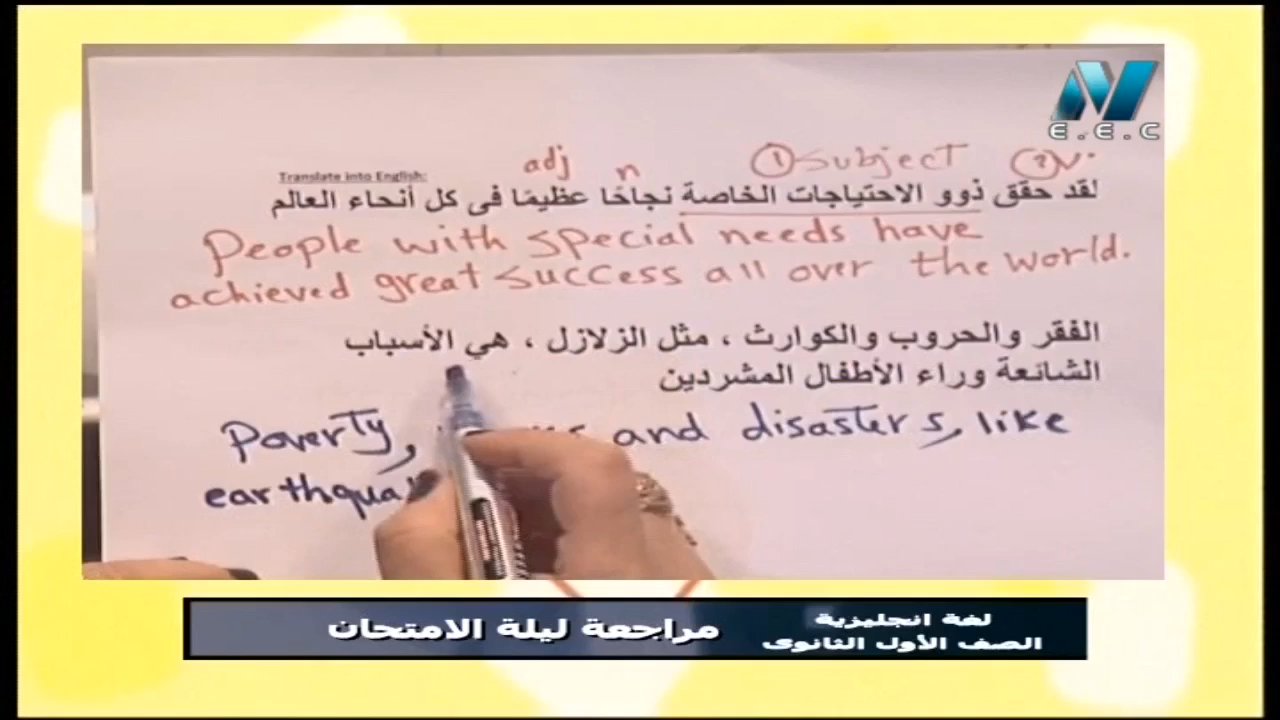 N
E.E.C
adj n ① Subject ② v.
Translate into English:
لقد حقق ذوو الاحتياجات الخاصة نجاحًا عظيمًا فى كل أنحاء العالم
People with special needs have
achieved great success all over the world.
الفقر والحروب والكوارث ، مثل الزلازل ، هي الأسباب
الشائعة وراء الأطفال المشردين
Poverty, and disasters, like
لغة انجليزية
الصف الأول الثانوى
مراجعة ليلة الامتحان